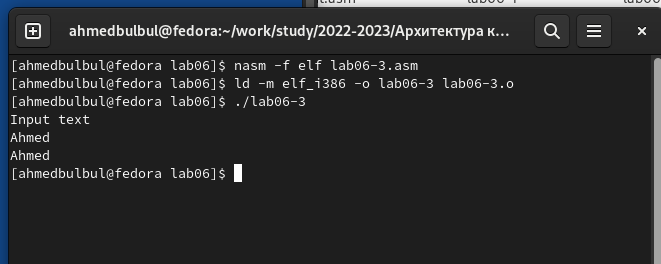 ahmedbulbul@fedora:~/work/study/2022-2023/Архитектура к...
[ahmedbulbul@fedora lab06]$ nasm -f elf lab06-3.asm
[ahmedbulbul@fedora lab06]$ ld -m elf_i386 -o lab06-3 lab06-3.o
[ahmedbulbul@fedora lab06]$ ./lab06-3
Input text
Ahmed
Ahmed
[ahmedbulbul@fedora lab06]$